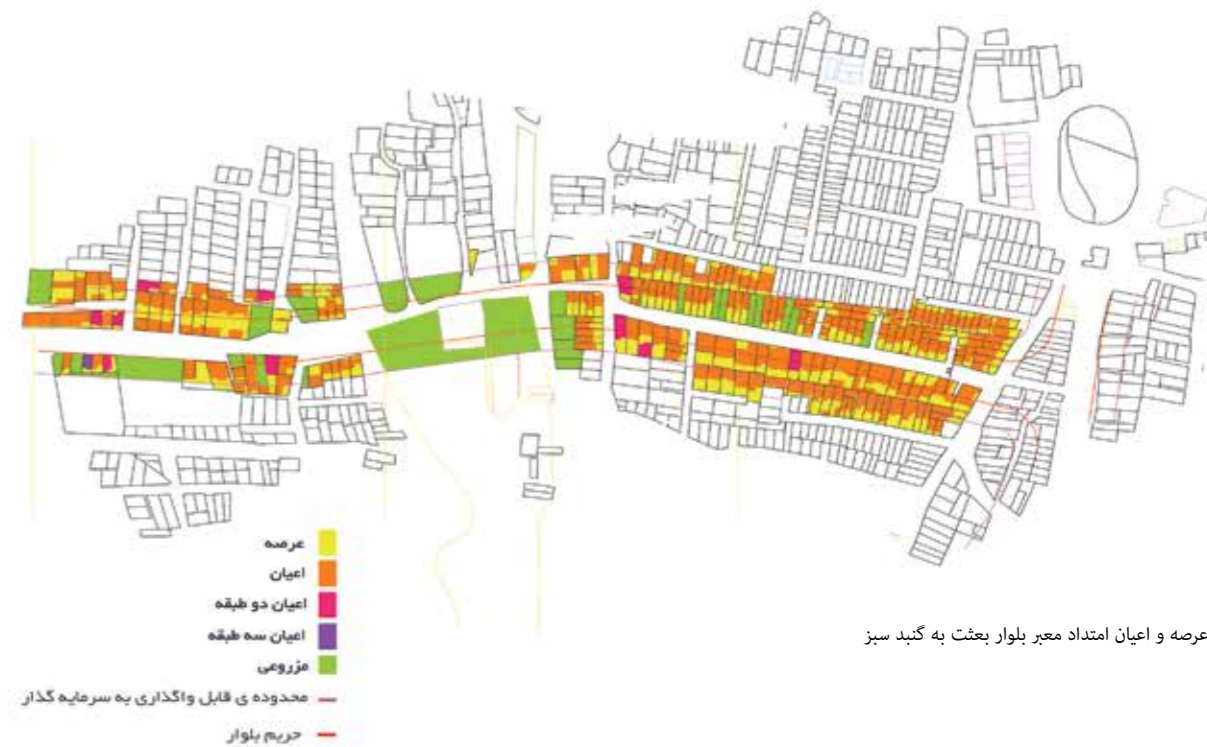 عرصه
اعیان
اعیان دو طبقه
اعیان سه طبقه
مزروعی
محدوده ی قابل واگذاری به سرمایه گذار
حریم بلوار
عرصه و اعیان امتداد معبر بلوار بعثت به گنبد سبز